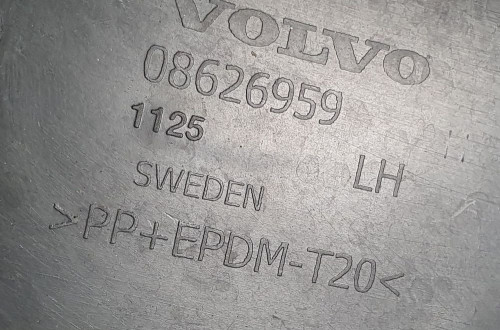 VOLVO
08626959
1125
LH
SWEDEN
>PP+EPDM-T20<